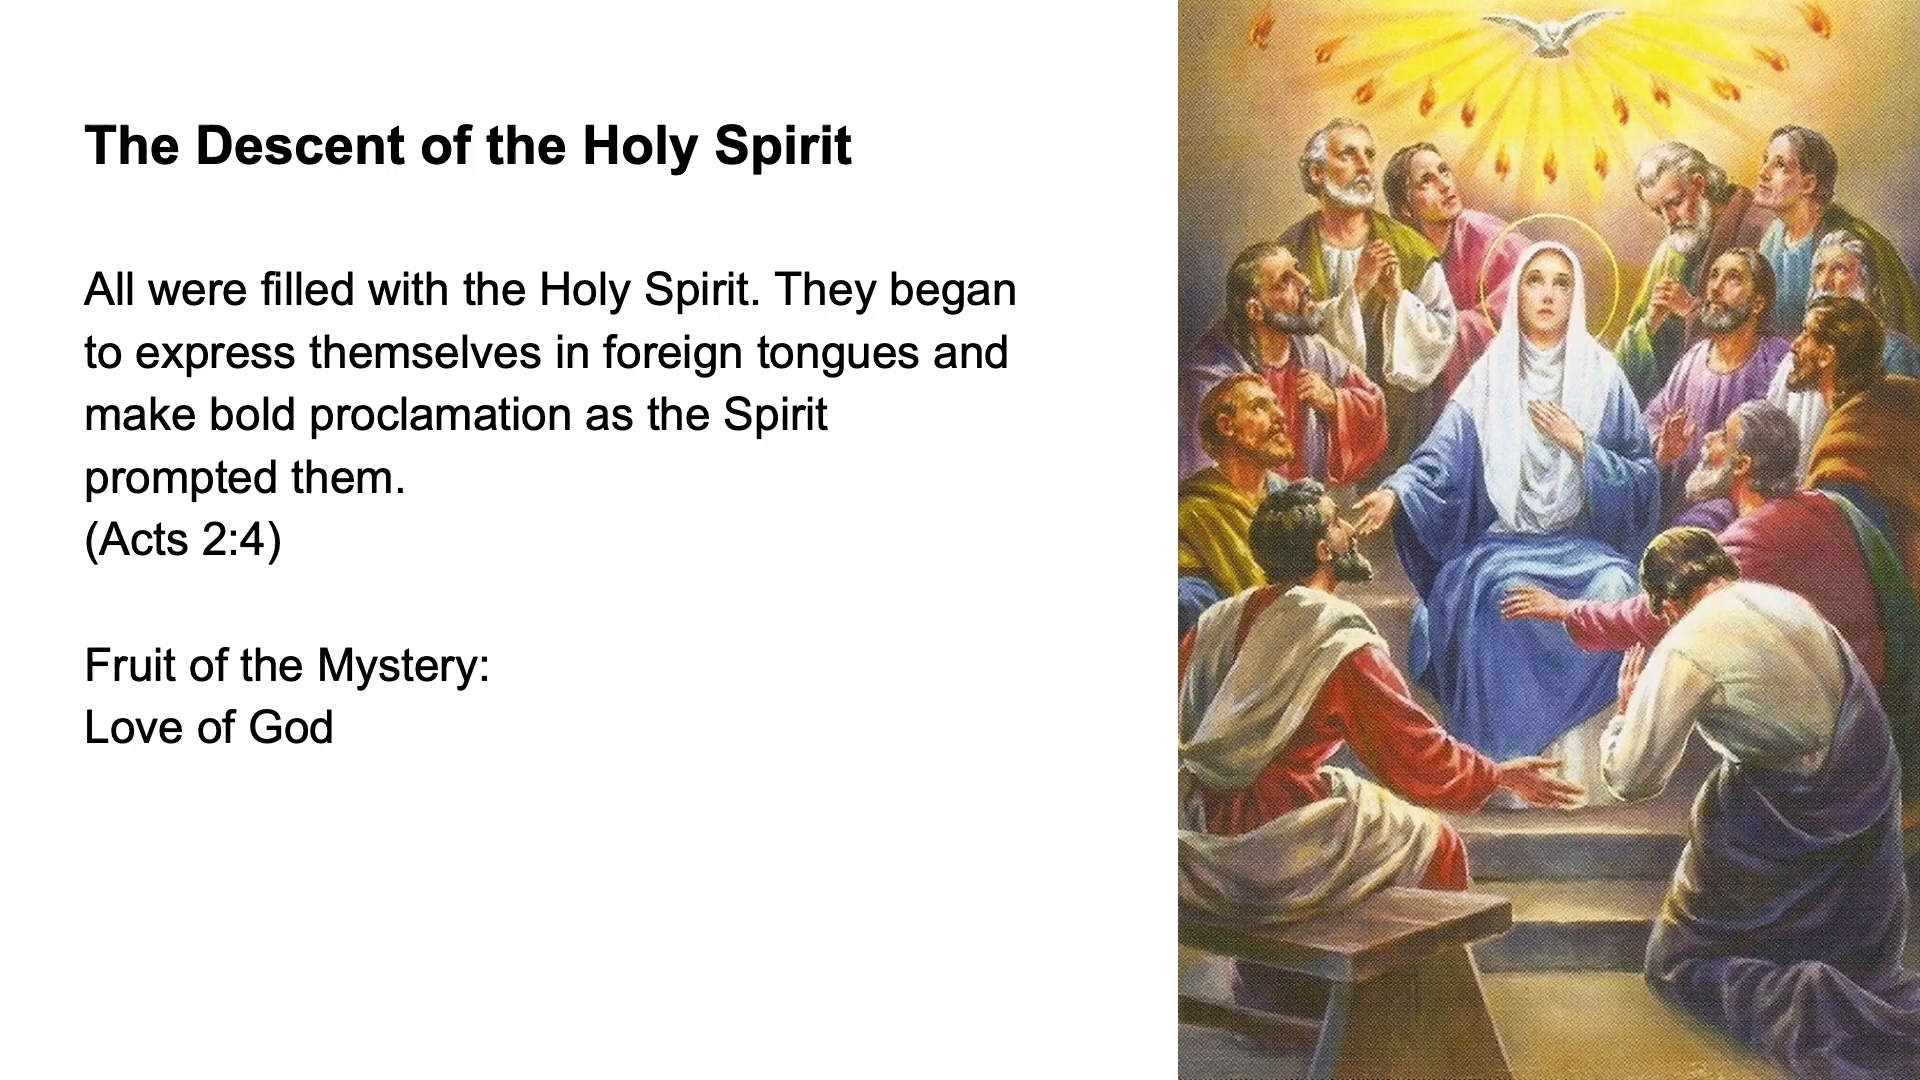 The Descent of the Holy Spirit
All were filled with the Holy Spirit. They began
to express themselves in foreign tongues and
make bold proclamation as the Spirit
prompted them.
(Acts 2:4)
Fruit of the Mystery:
Love of God